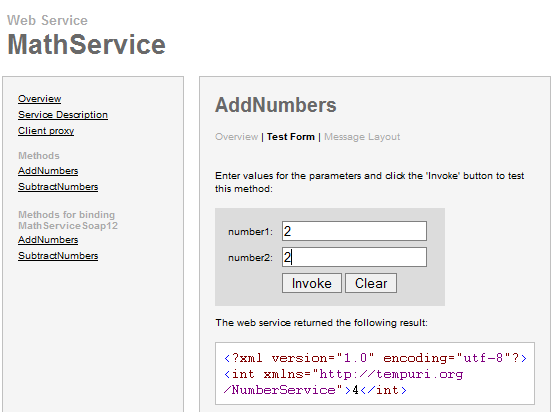 Web Service
MathService
Overview
Service Description
Client proxy
Methods
AddNumbers
SubtractNumbers
Methods for binding
MathServiceSoap12
AddNumbers
SubtractNumbers
AddNumbers
Overview | Test Form | Message Layout
Enter values for the parameters and click the 'Invoke' button to test
this method:
number1: 2
number2: 2
Invoke Clear
The web service returned the following result:
<?xml version="1.0" encoding="utf-8"?>
<int xmlns="http://tempuri.org
/NumberService">4</int>